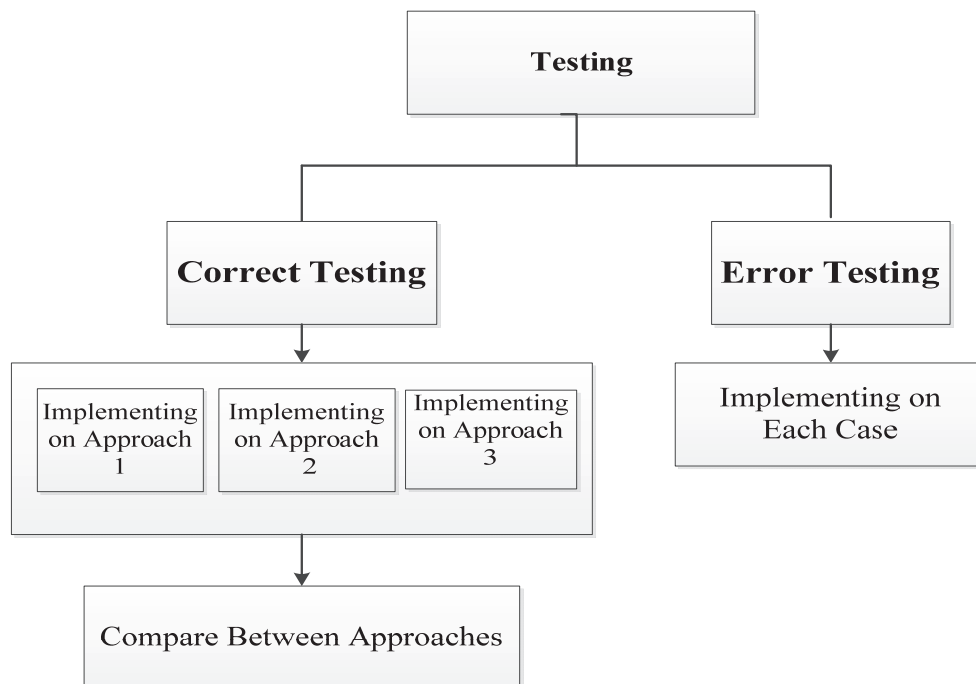 Testing
Correct Testing
Error Testing
Implementing
on Approach
1
Implementing
on Approach
2
Implementing
on Approach
3
Implementing on
Each Case
Compare Between Approaches